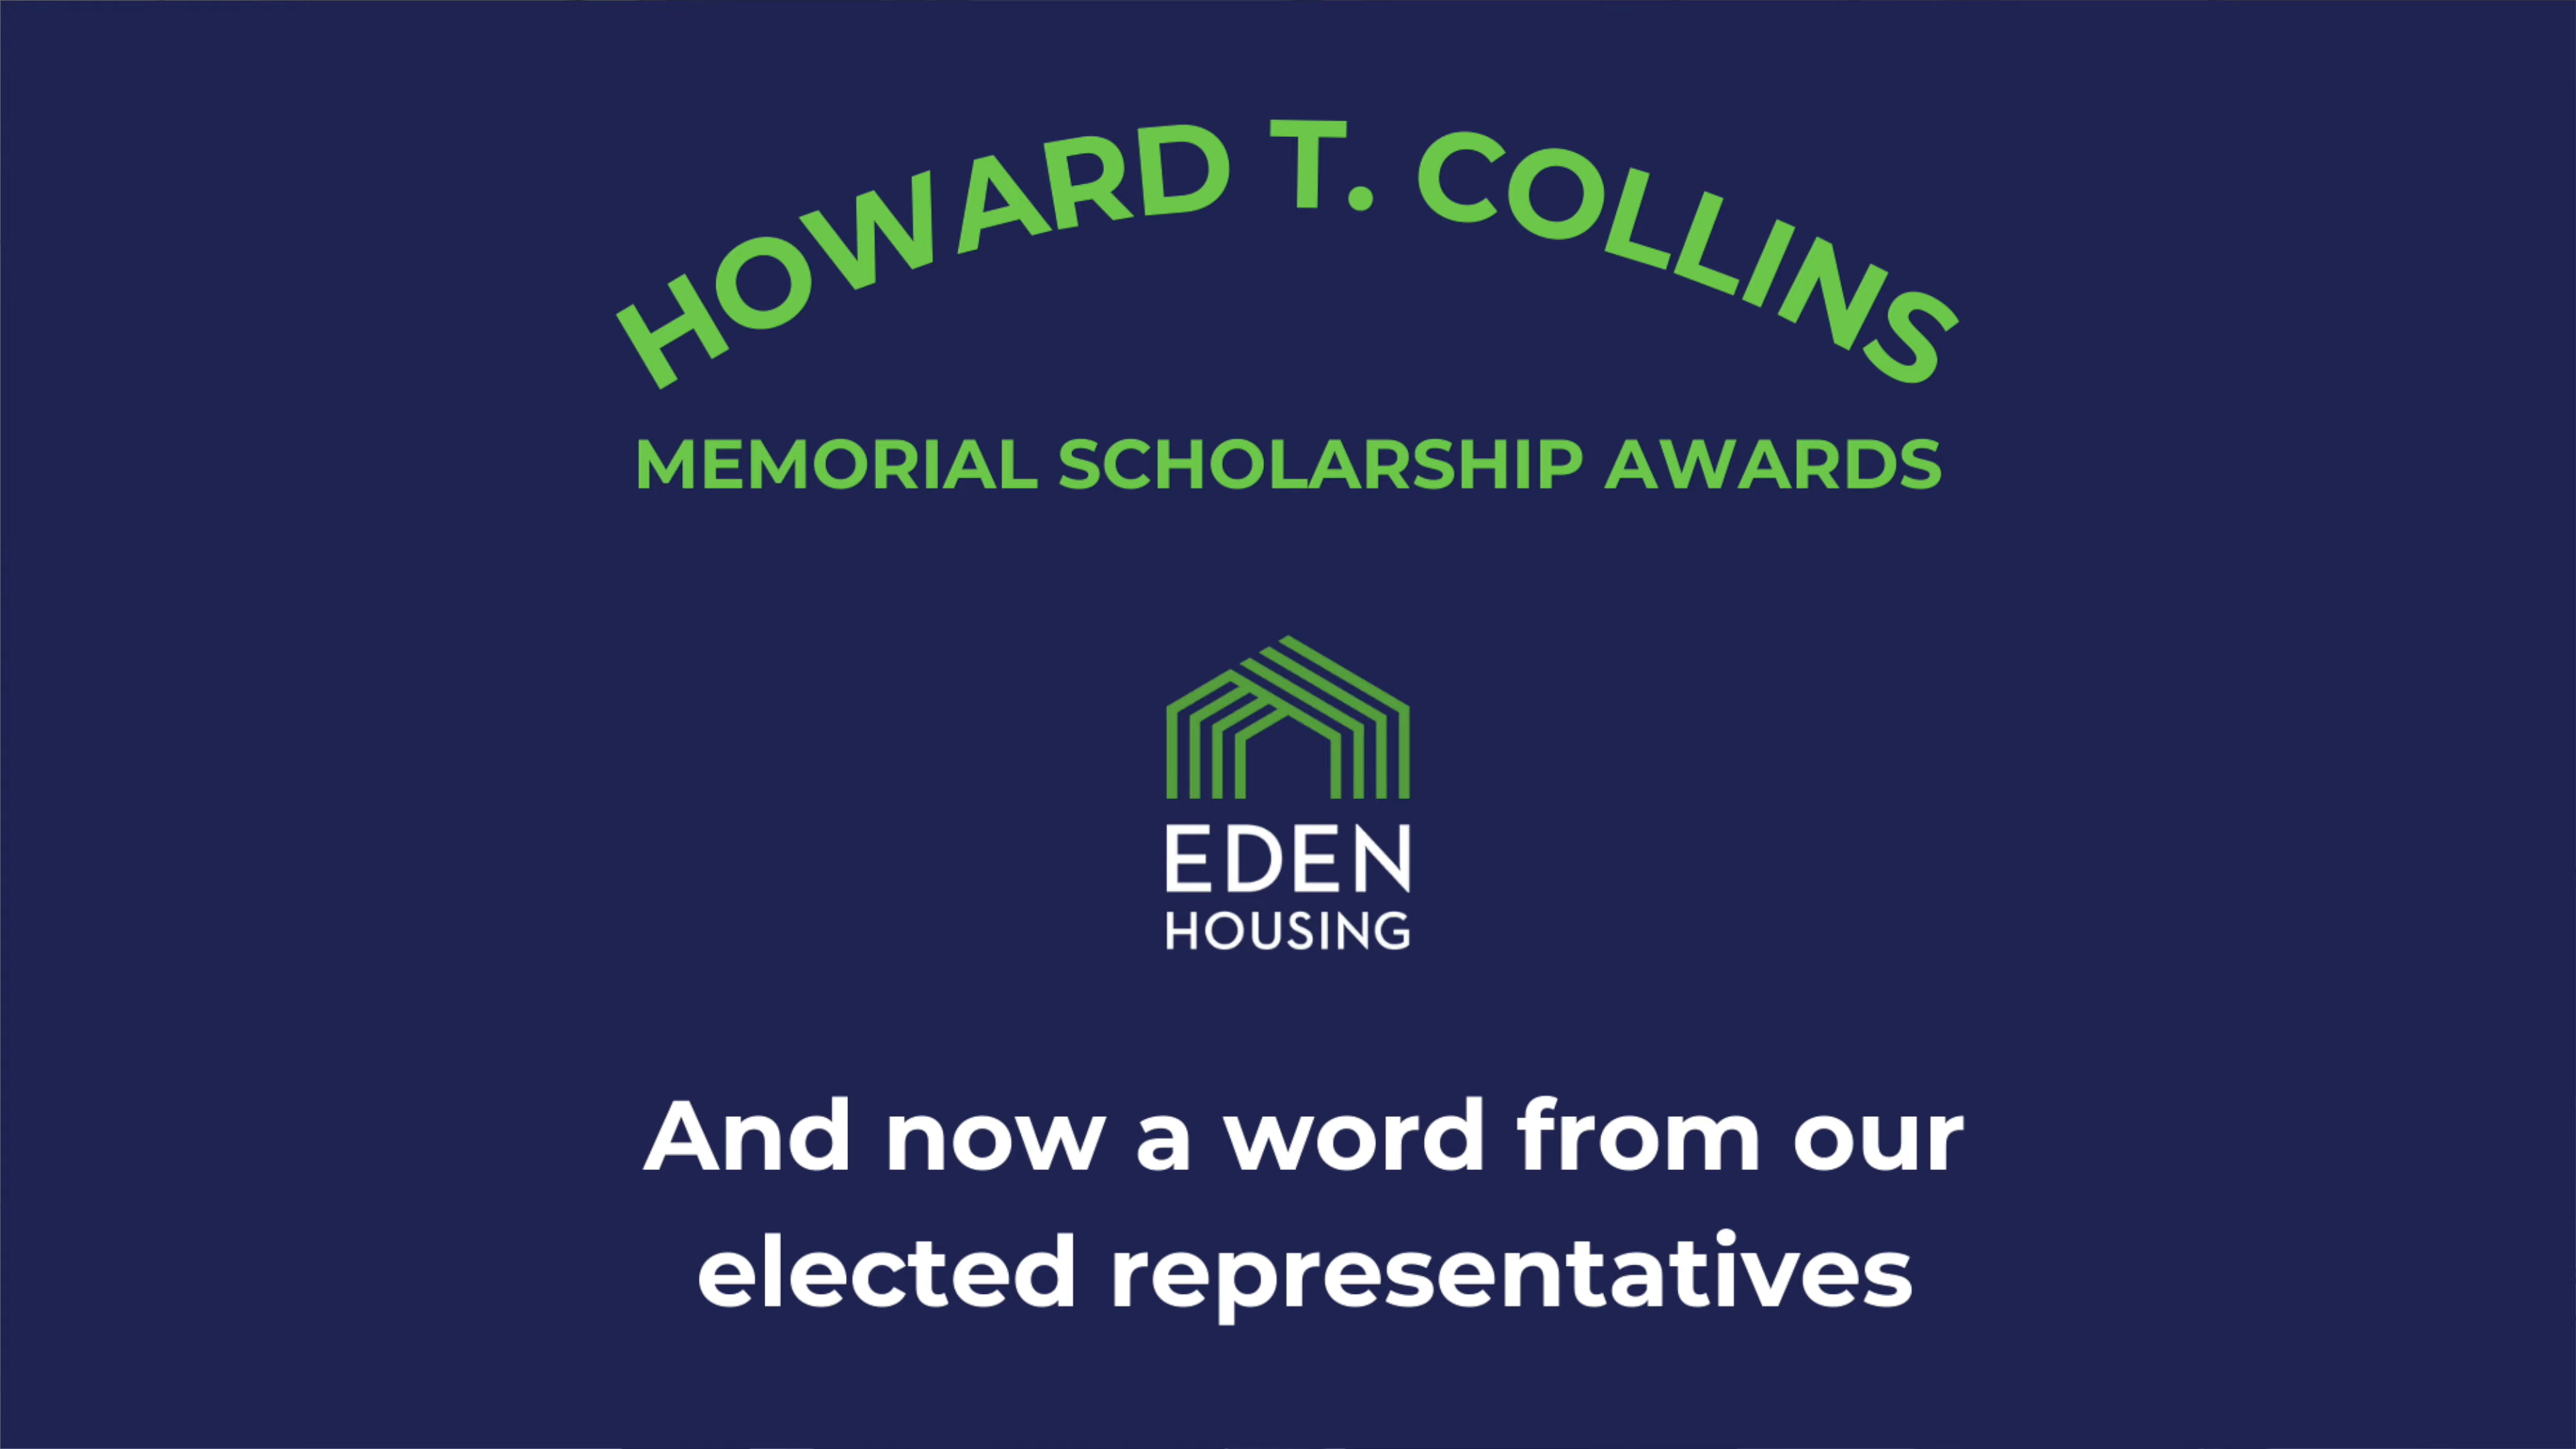 HOWARD T. COLLINS
MEMORIAL SCHOLARSHIP AWARDS
EDEN
HOUSING
And now a word from our
elected representatives